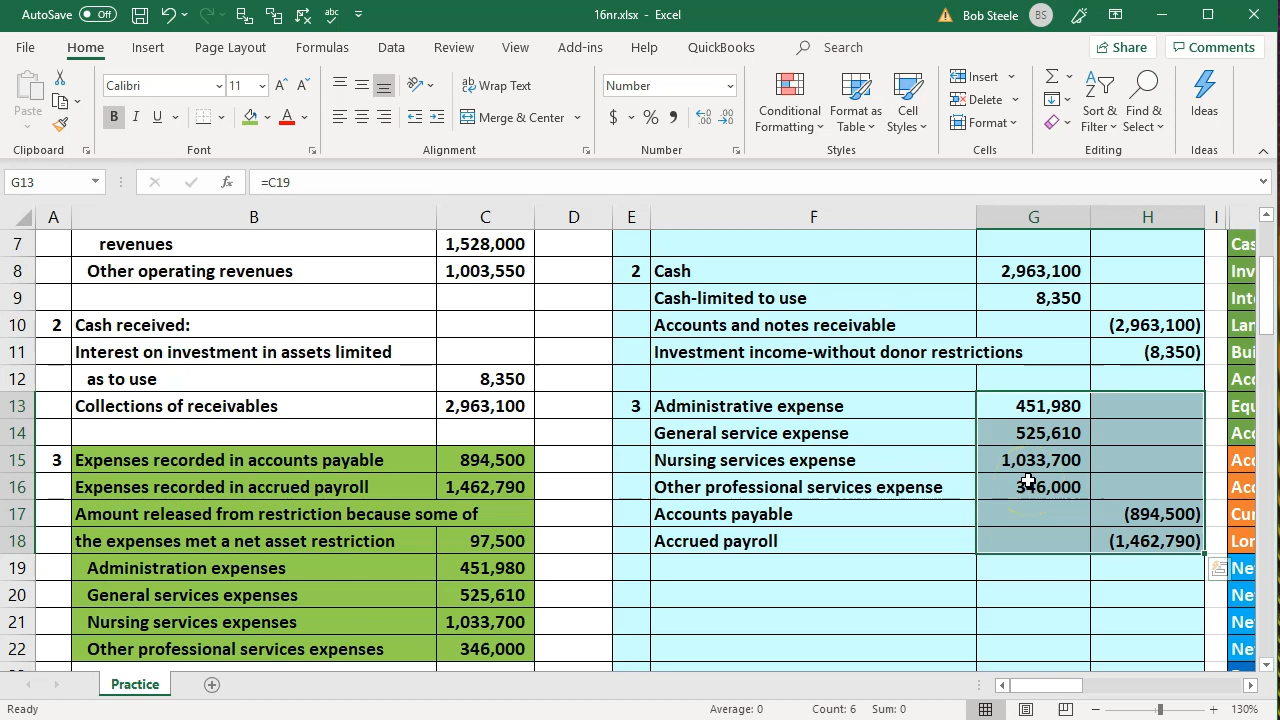 AutoSave Off 16nr.xlsx - Excel Bob Steele BS
File Home Insert Page Layout Formulas Data Review View Add-ins Help QuickBooks Search Share Comments
Calibri 11 Wrap Text Number Insert
Paste B I U Merge & Center $ % Conditional Formatting Format as Table Cell Styles Delete Format Sort & Filter Find & Select Ideas
Clipboard Font Alignment Number Styles Cells Editing Ideas
G13 fx =C19
A B C D E F G H I
7 revenues 1,528,000 Cas
8 Other operating revenues 1,003,550 2 Cash 2,963,100 Inv
9 Cash-limited to use 8,350 Int
10 2 Cash received: Accounts and notes receivable (2,963,100) Lar
11 Interest on investment in assets limited Investment income-without donor restrictions (8,350) Bui
12 as to use 8,350 Acc
13 Collections of receivables 2,963,100 3 Administrative expense 451,980 Equ
14 General service expense 525,610 Acc
15 3 Expenses recorded in accounts payable 894,500 Nursing services expense 1,033,700 Acc
16 Expenses recorded in accrued payroll 1,462,790 Other professional services expense 346,000 Acc
17 Amount released from restriction because some of Accounts payable (894,500) Cur
18 the expenses met a net asset restriction 97,500 Accrued payroll (1,462,790) Lor
19 Administration expenses 451,980 Ne
20 General services expenses 525,610 Ne
21 Nursing services expenses 1,033,700 Ne
22 Other professional services expenses 346,000 Ne
Practice
Ready Average: 0 Count: 6 Sum: 0 130%